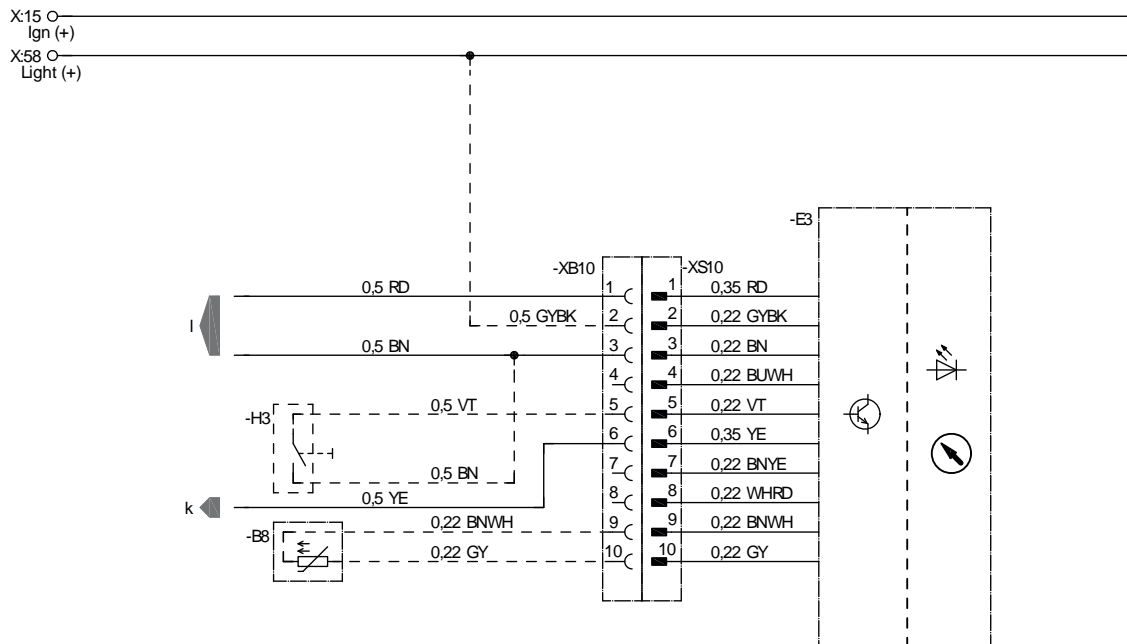 X:15
Ign (+)
X:58
Light (+)
-E3
-XB10
-XS10
0,5 RD
1
1
0,35 RD
l
0,5 GYBK
2
2
0,22 GYBK
0,5 BN
3
3
0,22 BN
4
4
0,22 BUWH
-H3
0,5 VT
5
5
0,22 VT
6
6
0,35 YE
0,5 BN
7
7
0,22 BNYE
k
0,5 YE
8
8
0,22 WHRD
-B8
0,22 BNWH
9
9
0,22 BNWH
0,22 GY
10
10
0,22 GY